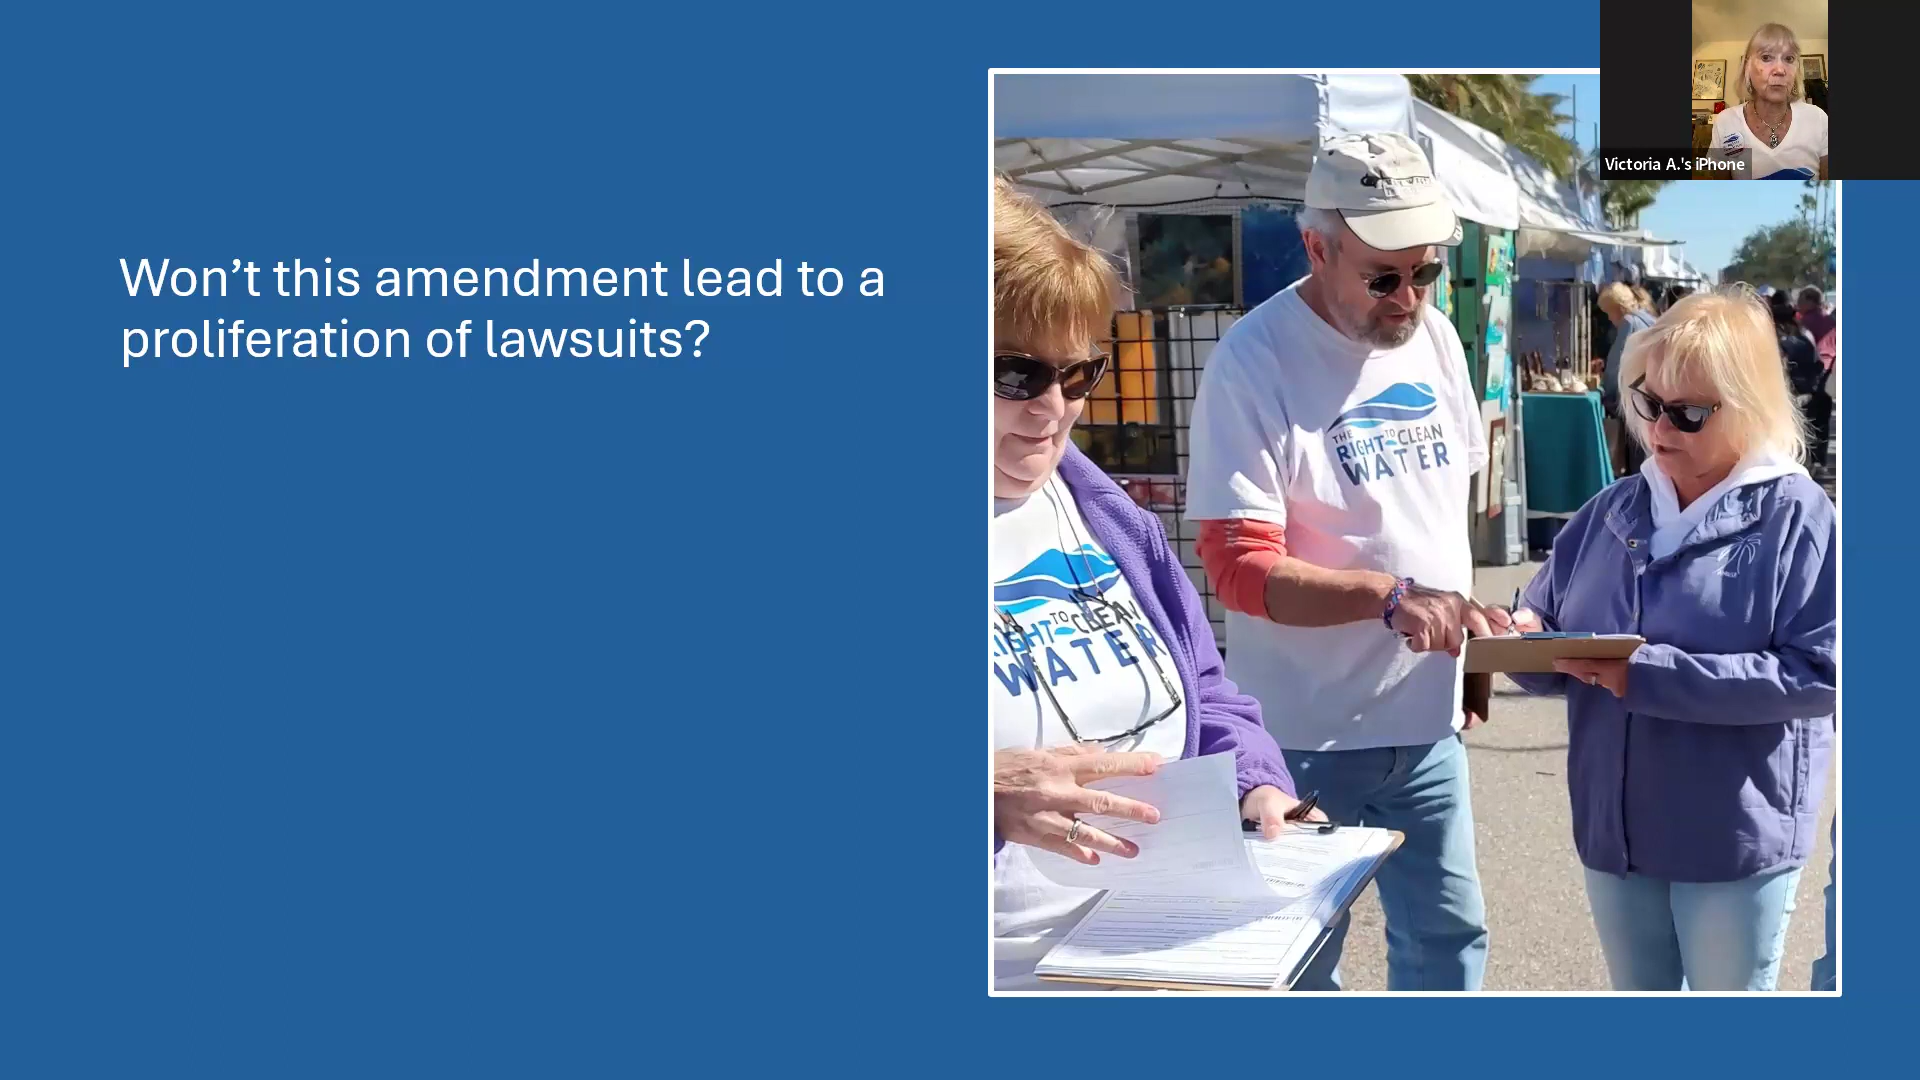 Won’t this amendment lead to a
proliferation of lawsuits?
Victoria A.'s iPhone
THE
RIGHT TO CLEAN
WATER
RIGHT TO CLEAN
WATER